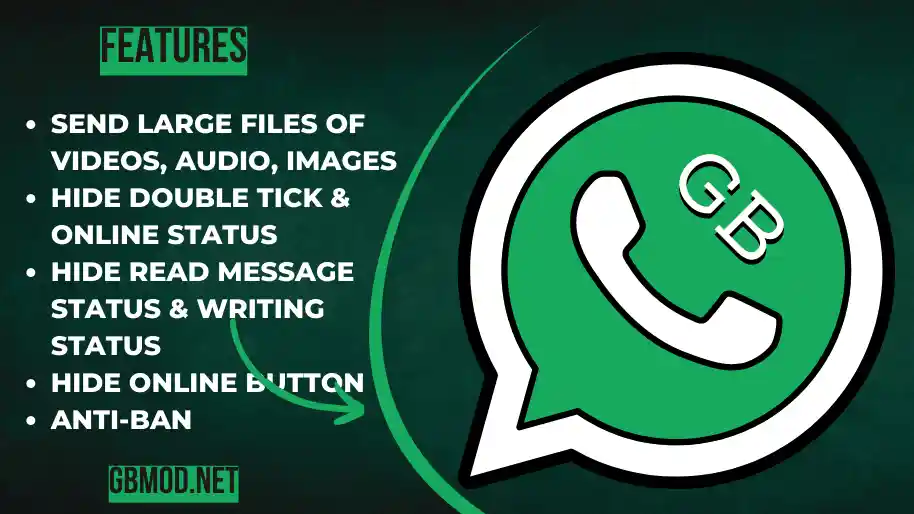 FEATURES
• SEND LARGE FILES OF
VIDEOS, AUDIO, IMAGES
• HIDE DOUBLE TICK &
ONLINE STATUS
• HIDE READ MESSAGE
STATUS & WRITING
STATUS
• HIDE ONLINE BUTTON
• ANTI-BAN
GBMOD.NET
GB